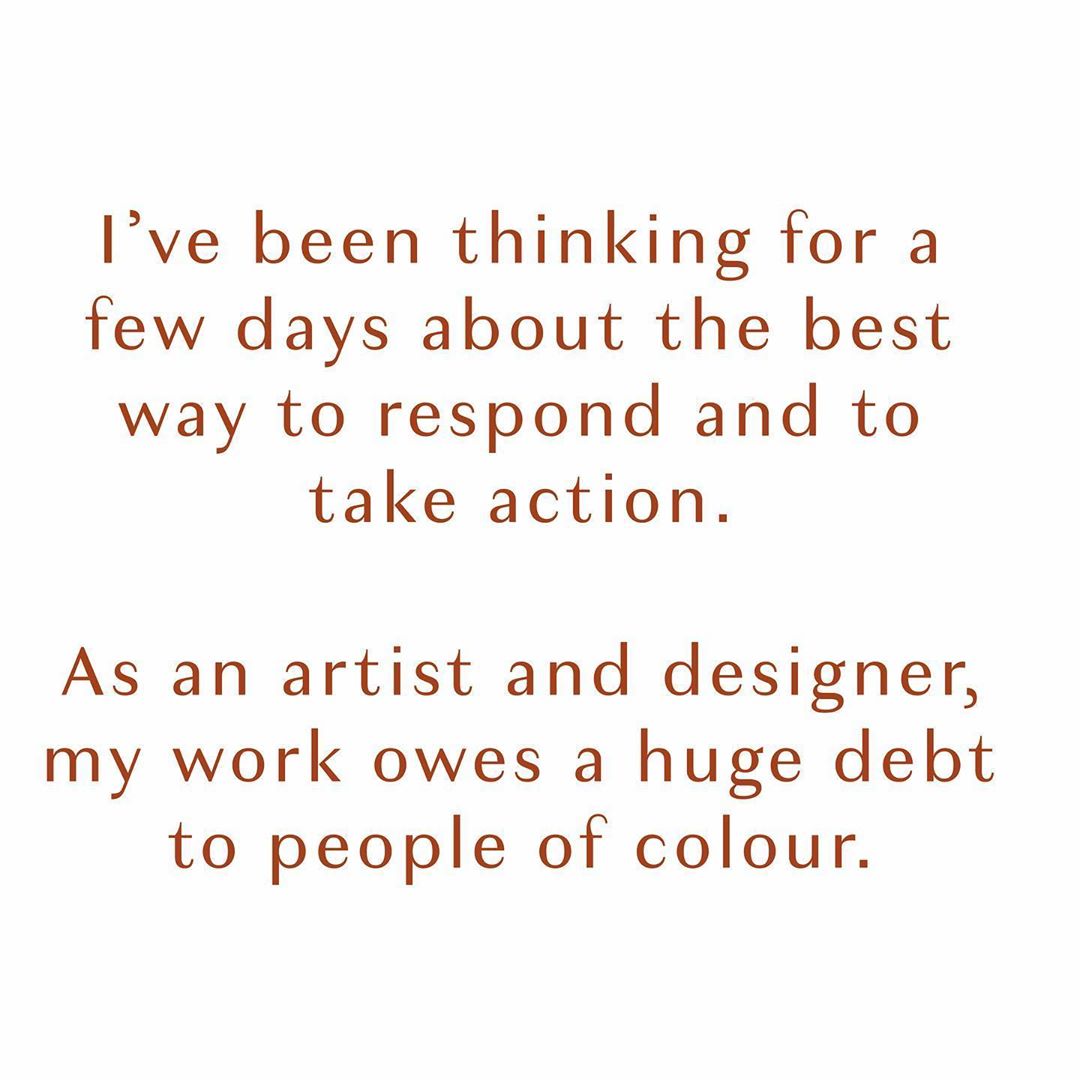 I’ve been thinking for a
few days about the best
way to respond and to
take action.
As an artist and designer,
my work owes a huge debt
to people of colour.